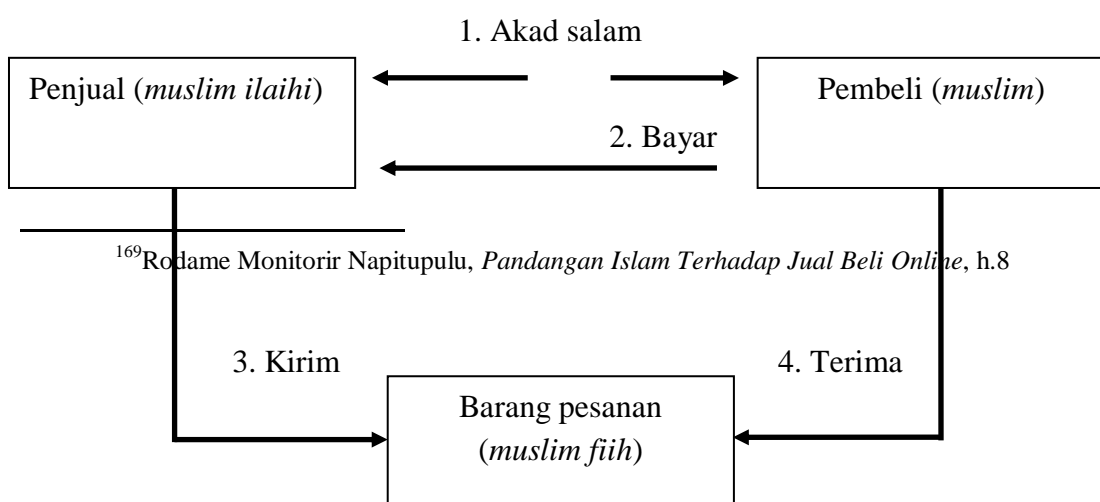 1. Akad salam
Penjual (muslim ilaihi)
Pembeli (muslim)
2. Bayar
169Rodame Monitorir Napitupulu, Pandangan Islam Terhadap Jual Beli Online, h.8
3. Kirim
4. Terima
Barang pesanan
(muslim fiih)